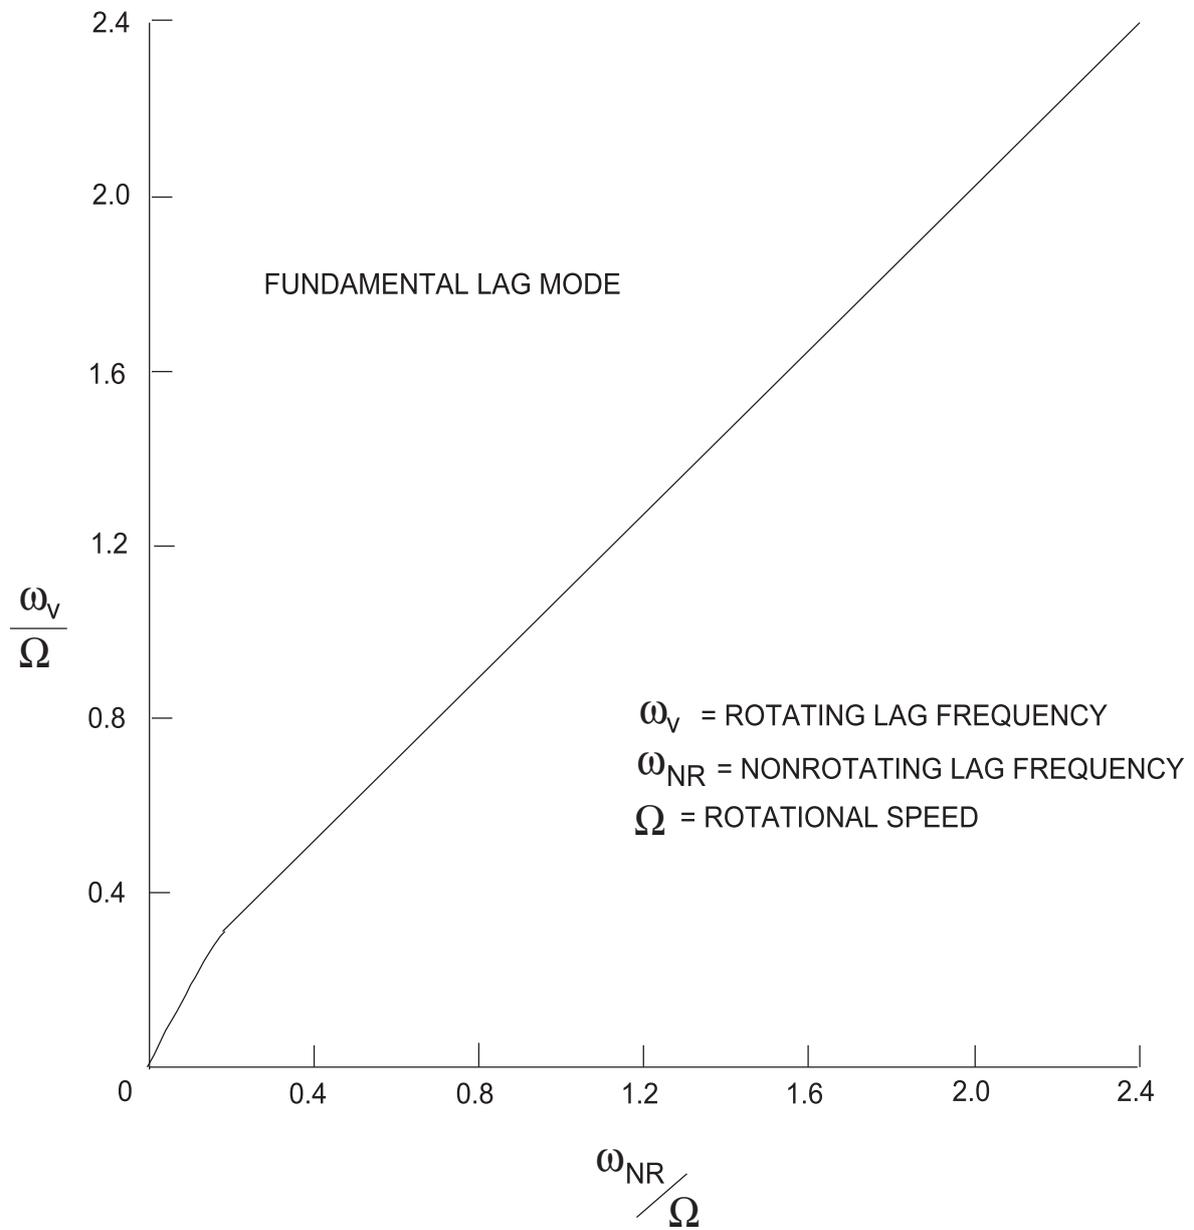 2.4
2.0
FUNDAMENTAL LAG MODE
1.6
1.2
ωv
Ω
0.8
ωv = ROTATING LAG FREQUENCY
ωNR = NONROTATING LAG FREQUENCY
Ω = ROTATIONAL SPEED
0.4
0 0.4 0.8 1.2 1.6 2.0 2.4
ωNR/Ω